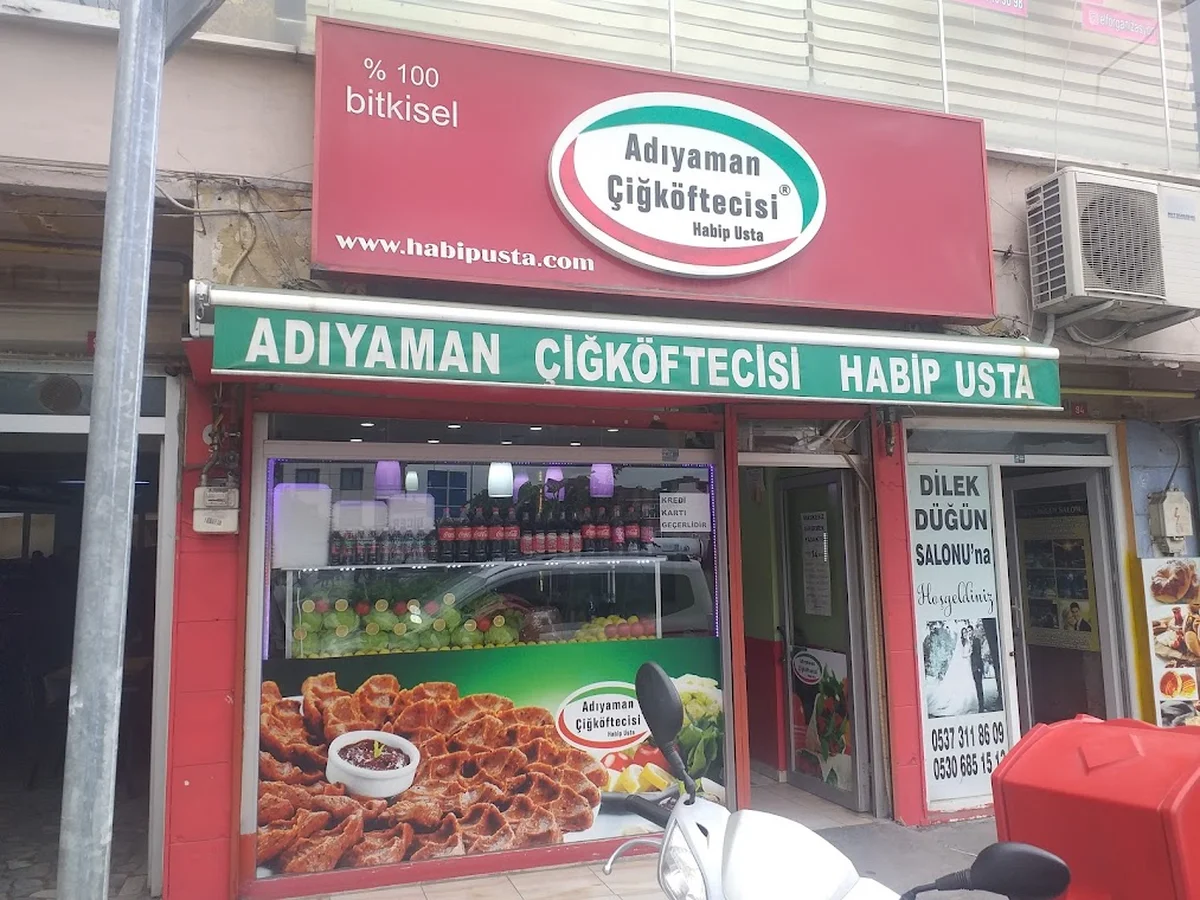 % 100
bitkisel
Adıyaman
Çiğköftecisi®
Habip Usta
www.habipusta.com
ADIYAMAN ÇİĞKÖFTECİSİ HABİP USTA
KREDİ
KARTI
GEÇERLİDİR
DİLEK
DÜĞÜN
SALONU'na
Hoşgeldiniz
0537 311 86 09
0530 685 15 12
Adıyaman
Çiğköftecisi
Habip Usta